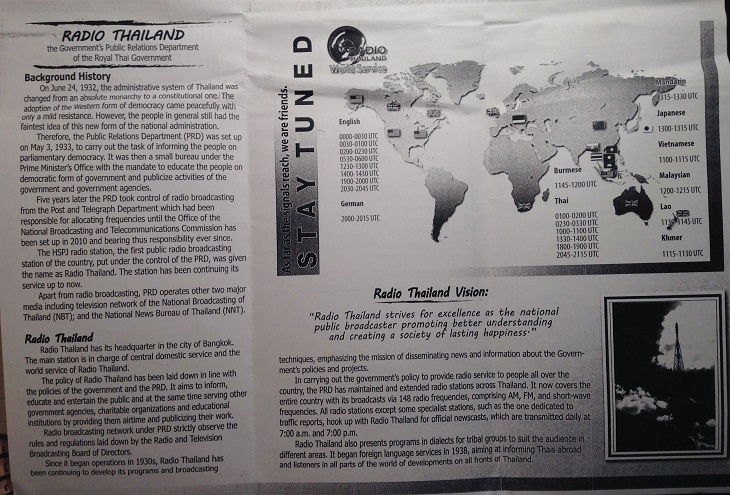 RADIO THAILAND
the Government's Public Relations Department
of the Royal Thai Government
Background History
On June 24, 1932, the administrative system of Thailand was
changed from an absolute monarchy to a constitutional one. The
adoption of the Western form of democracy came peacefully with
only a mild resistance. However, the people in general still had the
faintest idea of this new form of the national administration.
Therefore, the Public Relations Department (PRD) was set up
on May 3, 1933, to carry out the task of informing the people on
parliamentary democracy. It was then a small bureau under the
Prime Minister's Office with the mandate to educate the people on
democratic form of government and publicize activities of the
government and government agencies.
Five years later the PRD took control of radio broadcasting
from the Post and Telegraph Department which had been
responsible for allocating frequencies until the Office of the
National Broadcasting and Telecommunications Commission has
been set up in 2010 and bearing thus responsibility ever since.
The HSPJ radio station, the first public radio broadcasting
station of the country, put under the control of the PRD, was given
the name as Radio Thailand. The station has been continuing its
service up to now.
Apart from radio broadcasting, PRD operates other two major
media including television network of the National Broadcasting of
Thailand (NBT); and the National News Bureau of Thailand (NNT).
Radio Thailand
Radio Thailand has its headquarter in the city of Bangkok.
The main station is in charge of central domestic service and the
world service of Radio Thailand.
The policy of Radio Thailand has been laid down in line with
the policies of the government and the PRD. It aims to inform,
educate and entertain the public and at the same time serving other
government agencies, charitable organizations and educational
institutions by providing them airtime and publicizing their work.
Radio broadcasting network under PRD strictly observe the
rules and regulations laid down by the Radio and Television
Broadcasting Board of Directors.
Since it began operations in 1930s, Radio Thailand has
been continuing to develop its programs and broadcasting
As far as the signals reach, we are friends.
STAY TUNED
RADIO
THAILAND
World Service
English
0000-0030 UTC
0030-0100 UTC
0200-0230 UTC
0530-0600 UTC
1230-1300 UTC
1400-1430 UTC
1900-2000 UTC
2030-2045 UTC
German
2000-2015 UTC
Burmese
1145-1200 UTC
Thai
0100-0200 UTC
0230-0330 UTC
1000-1100 UTC
1330-1400 UTC
1800-1900 UTC
2045-2115 UTC
Mandarin
1315-1330 UTC
Japanese
1300-1315 UTC
Vietnamese
1100-1115 UTC
Malaysian
1200-1215 UTC
Lao
1130-1145 UTC
Khmer
1115-1130 UTC
Radio Thailand Vision:
"Radio Thailand strives for excellence as the national
public broadcaster promoting better understanding
and creating a society of lasting happiness."
techniques, emphasizing the mission of disseminating news and information about the Govern-
ment's policies and projects.
In carrying out the government's policy to provide radio service to people all over the
country, the PRD has maintained and extended radio stations across Thailand. It now covers the
entire country with its broadcasts via 148 radio frequencies, comprising AM, FM, and short-wave
frequencies. All radio stations except some specialist stations, such as the one dedicated to
traffic reports, hook up with Radio Thailand for official newscasts, which are transmitted daily at
7:00 a.m. and 7:00 p.m.
Radio Thailand also presents programs in dialects for tribal groups to suit the audience in
different areas. It began foreign language services in 1938, aiming at informing Thais abroad
and listeners in all parts of the world of developments on all fronts of Thailand.